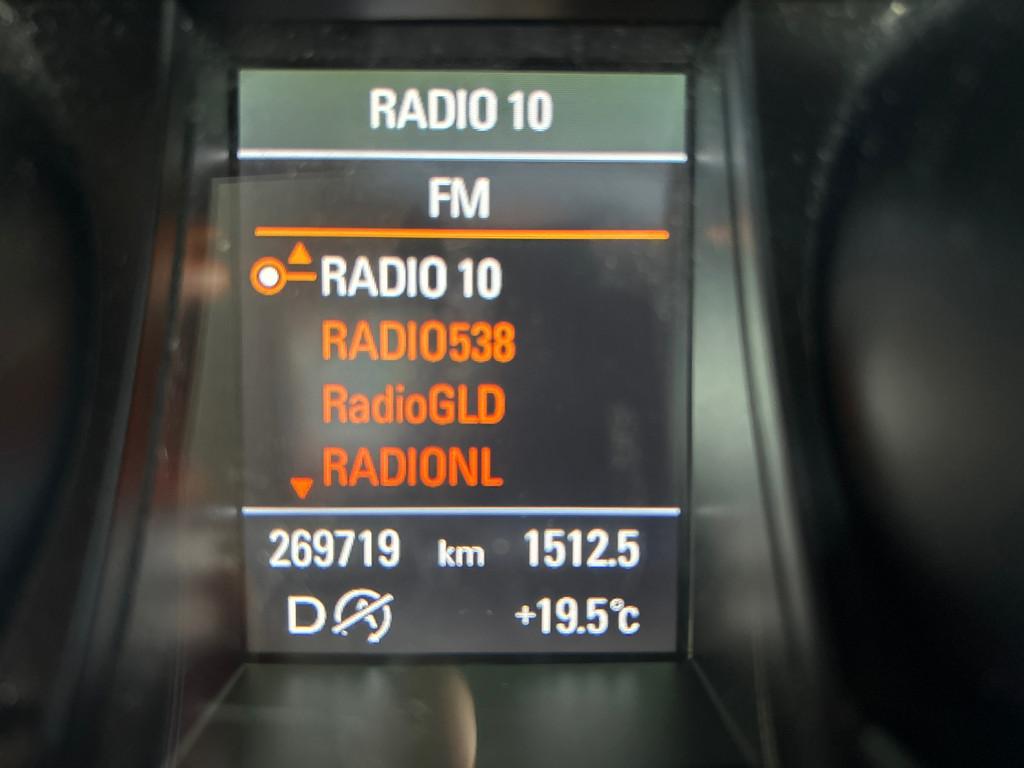 RADIO 10
FM
RADIO 10
RADIO538
RadioGLD
RADIONL
269719 km 1512.5
D A +19.5°C